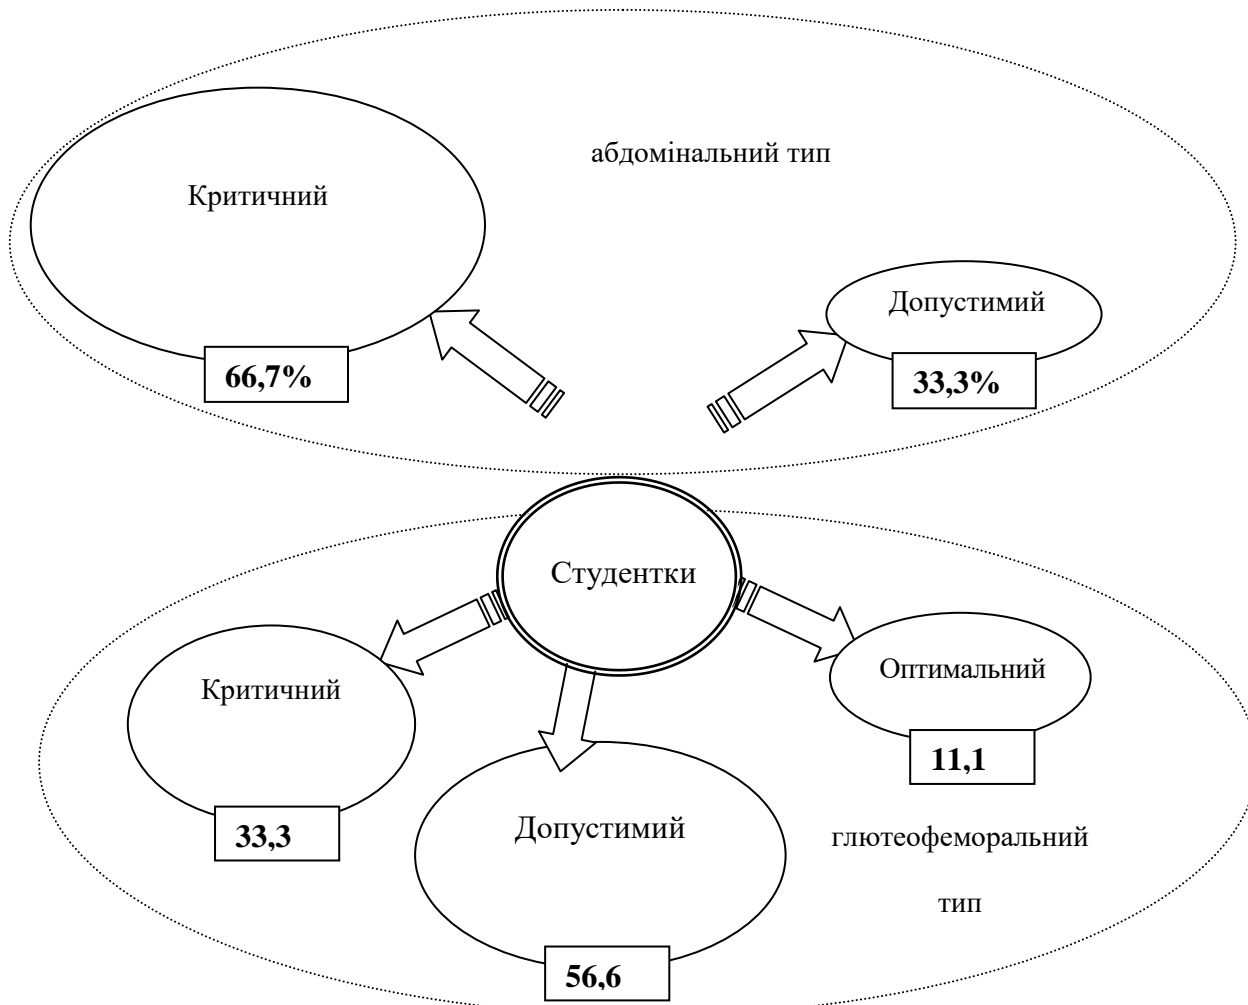 абдомінальний тип
Критичний
Допустимий
66,7%
33,3%
Студентки
Критичний
Оптимальний
11,1
33,3
Допустимий
глютеофеморальний
тип
56,6